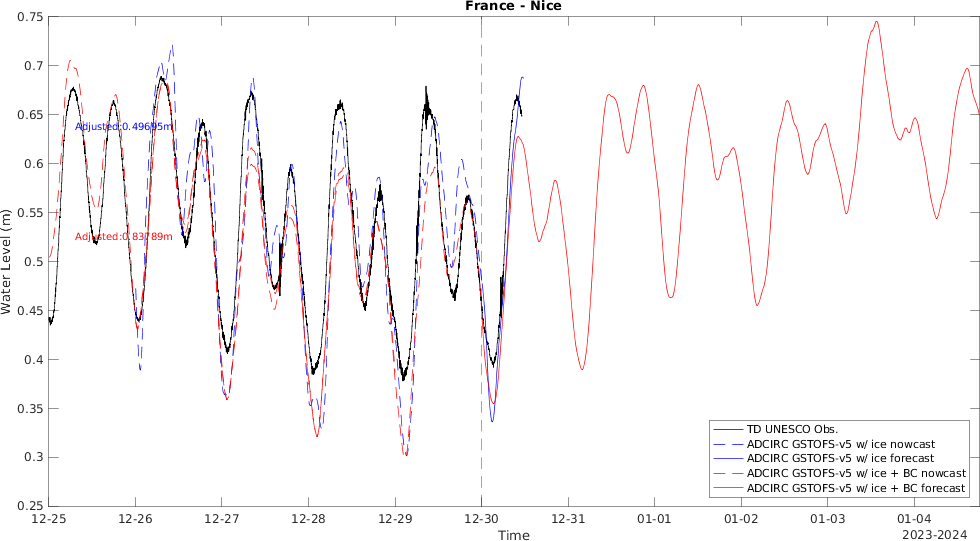 France - Nice
0.75
0.7
0.65
0.6
0.55
0.5
0.45
0.4
0.35
0.3
0.25
Water Level (m)
Adjusted:0.49695m
Adjusted:0.83789m
TD UNESCO Obs.
ADCIRC GSTOFS-v5 w/ ice nowcast
ADCIRC GSTOFS-v5 w/ ice forecast
ADCIRC GSTOFS-v5 w/ ice + BC nowcast
ADCIRC GSTOFS-v5 w/ ice + BC forecast
12-25 12-26 12-27 12-28 12-29 12-30 12-31 01-01 01-02 01-03 01-04
Time
2023-2024